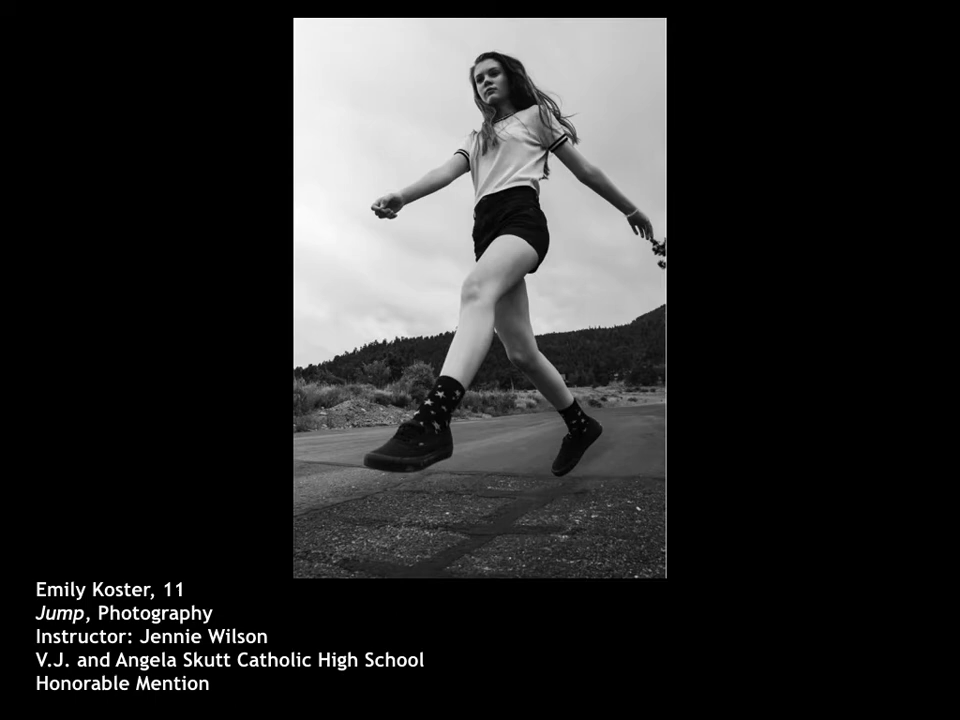 Emily Koster, 11
Jump, Photography
Instructor: Jennie Wilson
V.J. and Angela Skutt Catholic High School
Honorable Mention